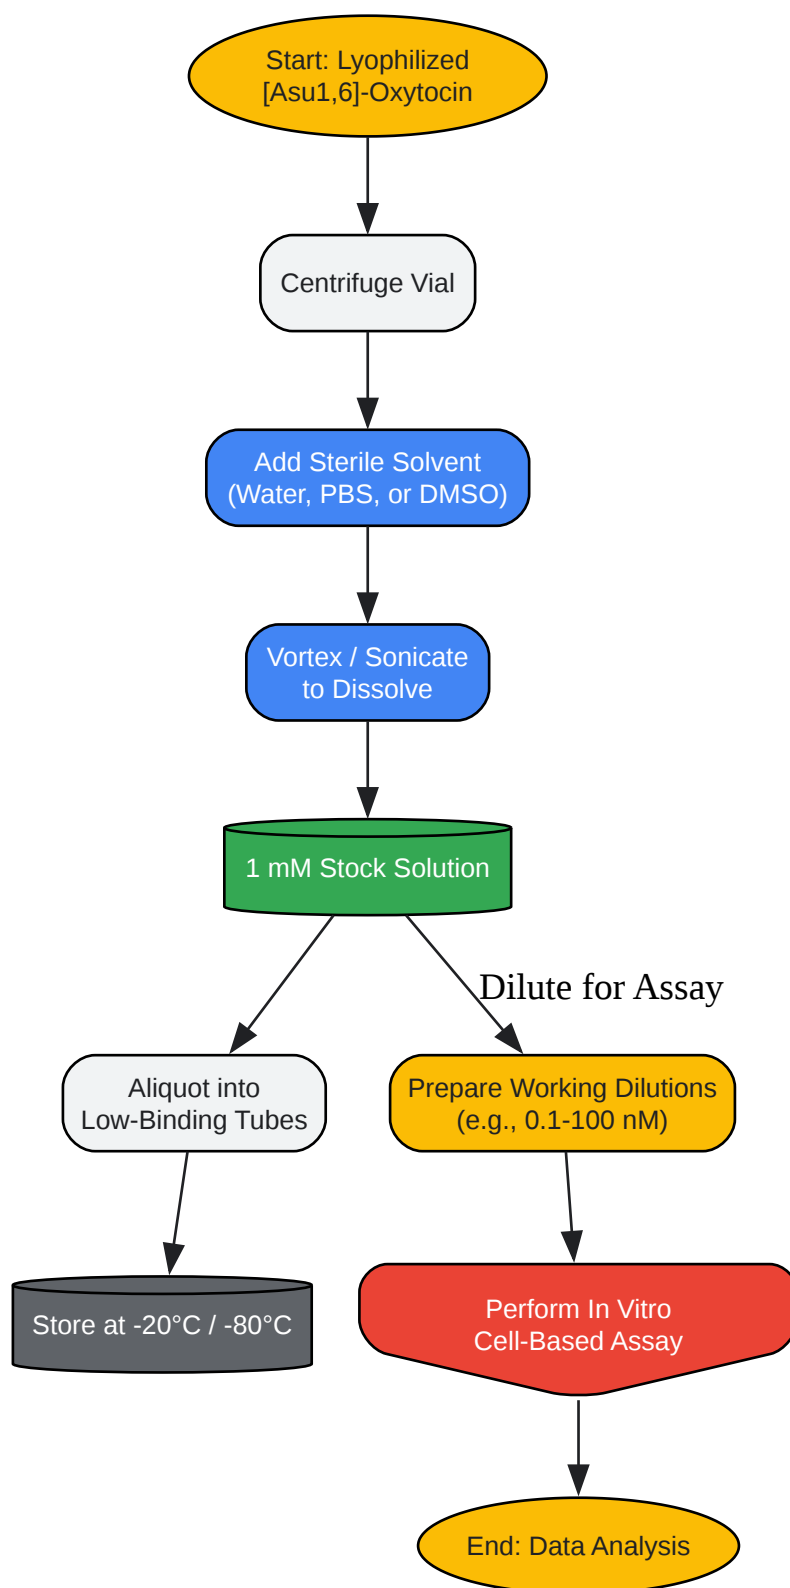 Start: Lyophilized
[Asu1,6]-Oxytocin
Centrifuge Vial
Add Sterile Solvent
(Water, PBS, or DMSO)
Vortex / Sonicate
to Dissolve
1 mM Stock Solution
Dilute for Assay
Aliquot into
Low-Binding Tubes
Prepare Working Dilutions
(e.g., 0.1-100 nM)
Store at -20°C / -80°C
Perform In Vitro
Cell-Based Assay
End: Data Analysis